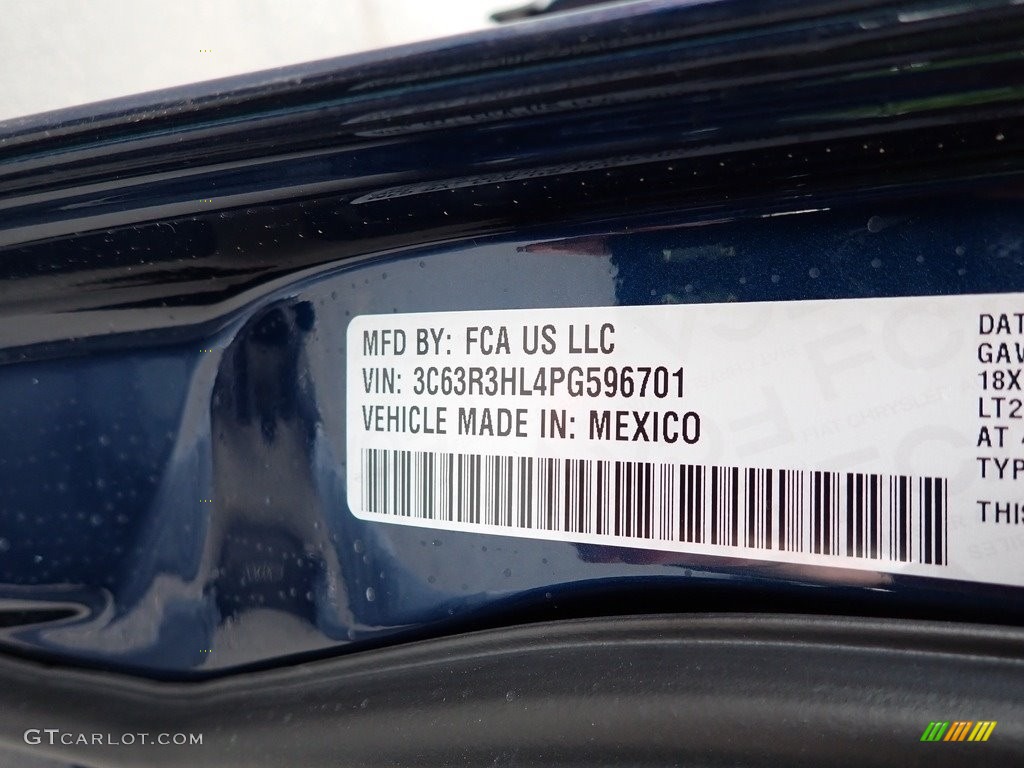 MFD BY: FCA US LLC
VIN: 3C63R3HL4PG596701
VEHICLE MADE IN: MEXICO
DAT
GAW
18X
LT2
AT 4
TYP
THIS
GTCARLOT.COM